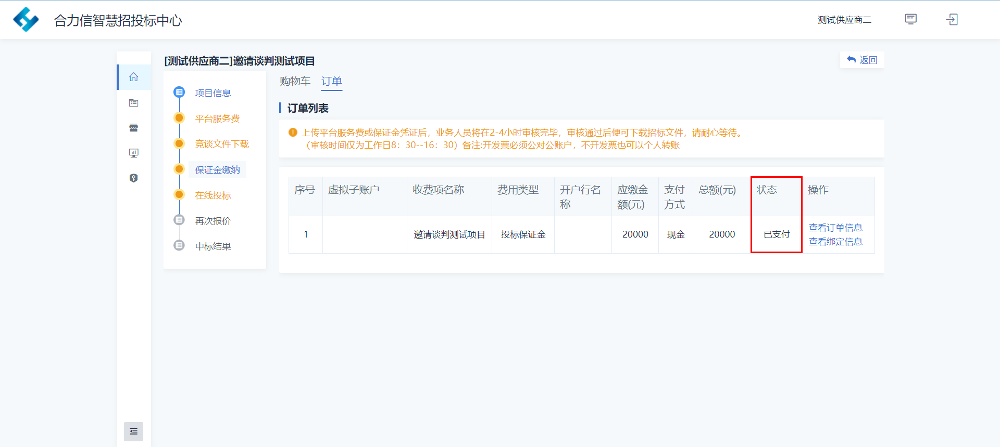 合力信智慧招投标中心
测试供应商二
[测试供应商二]邀请谈判测试项目
返回
项目信息
平台服务费
竞谈文件下载
保证金缴纳
在线投标
再次报价
中标结果
购物车 订单
订单列表
上传平台服务费或保证金凭证后，业务人员将在2-4小时审核完毕，审核通过后便可下载招标文件，请耐心等待。
（审核时间仅为工作日8：30--16：30）备注:开发票必须公对公账户，不开发票也可以个人转账
序号 虚拟子账户 收费项名称 费用类型 开户行名称 应缴金额(元) 支付方式 总额(元) 状态 操作
1 邀请谈判测试项目 投标保证金 20000 现金 20000 已支付 查看订单信息
查看绑定信息